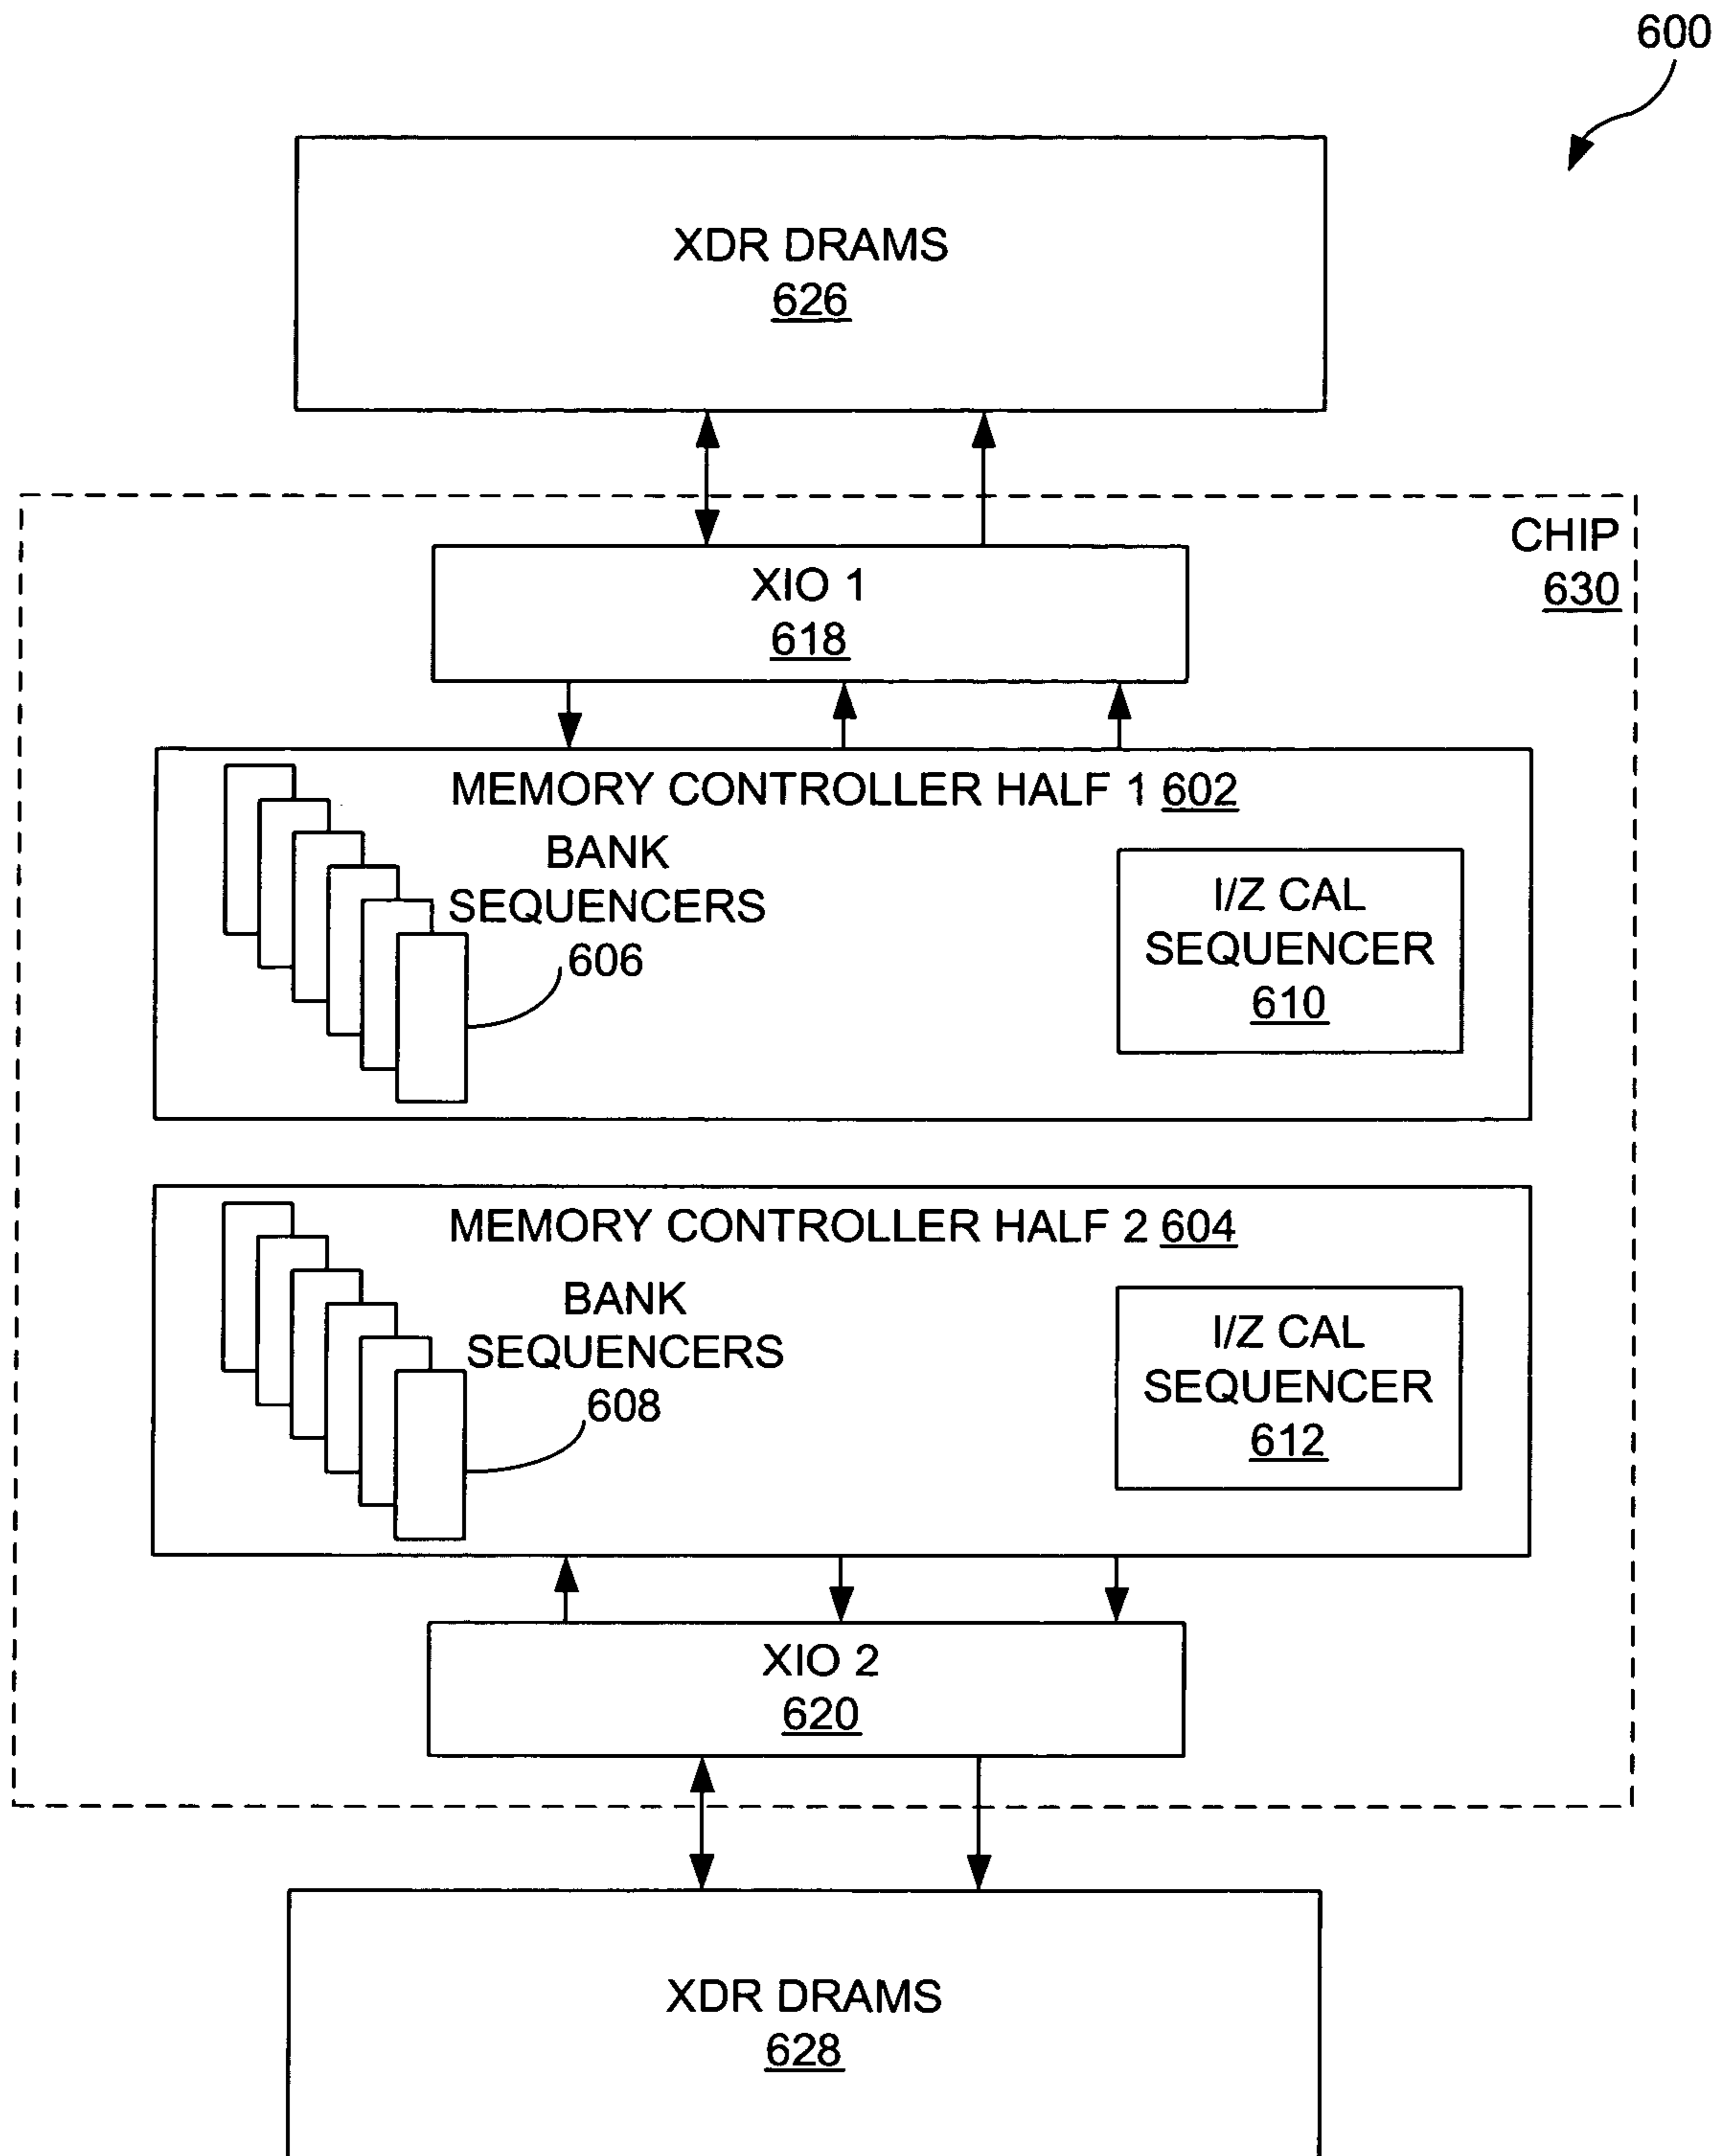 600
XDR DRAMS
626
CHIP
630
XIO 1
618
MEMORY CONTROLLER HALF 1 602
BANK
SEQUENCERS
606
I/Z CAL
SEQUENCER
610
MEMORY CONTROLLER HALF 2 604
BANK
SEQUENCERS
608
I/Z CAL
SEQUENCER
612
XIO 2
620
XDR DRAMS
628